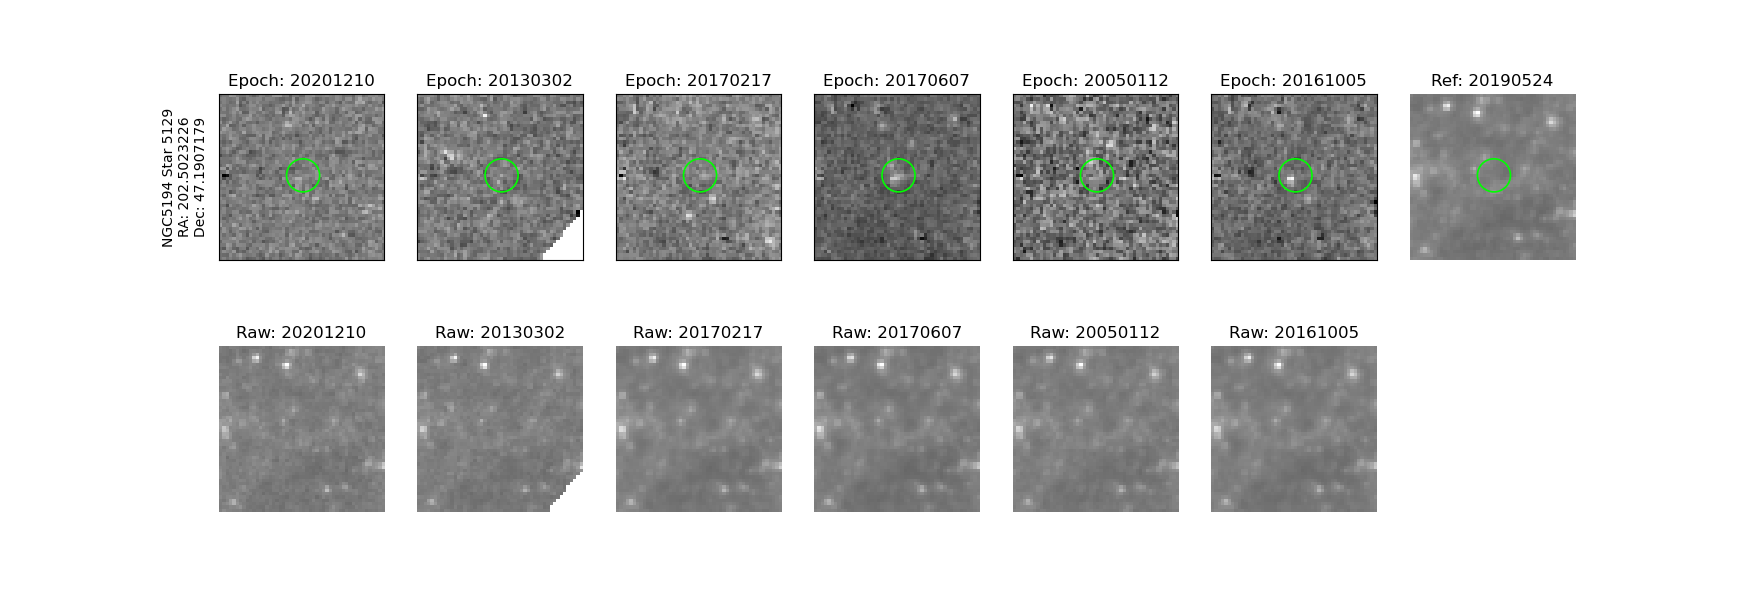 Epoch: 20201210
Epoch: 20130302
Epoch: 20170217
Epoch: 20170607
Epoch: 20050112
Epoch: 20161005
Ref: 20190524
NGC5194 Star 5129
RA: 202.5023226
Dec: 47.1907179
Raw: 20201210
Raw: 20130302
Raw: 20170217
Raw: 20170607
Raw: 20050112
Raw: 20161005